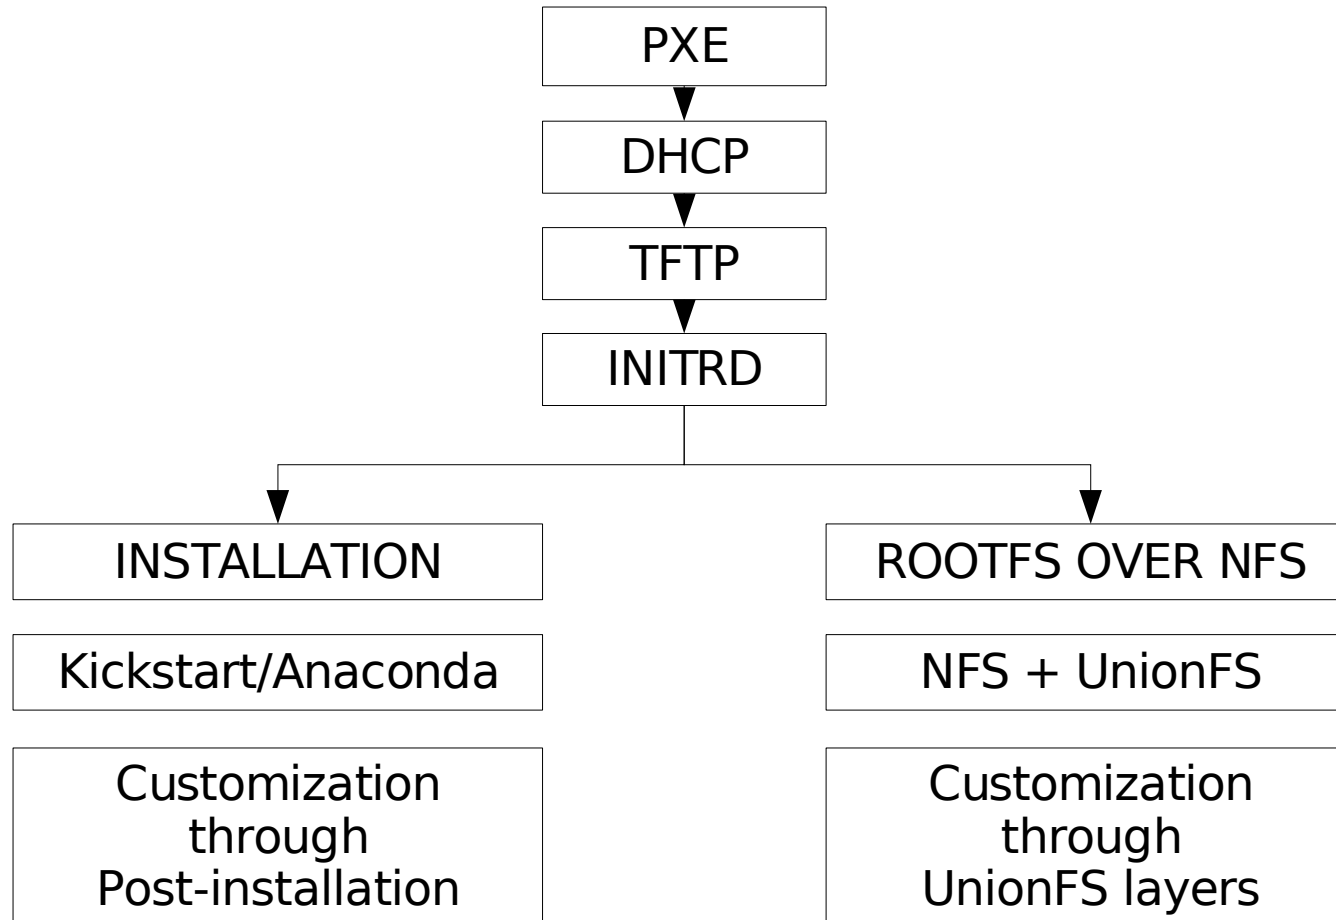 PXE
DHCP
TFTP
INITRD
INSTALLATION
ROOTFS OVER NFS
Kickstart/Anaconda
NFS + UnionFS
Customization
through
Post-installation
Customization
through
UnionFS layers